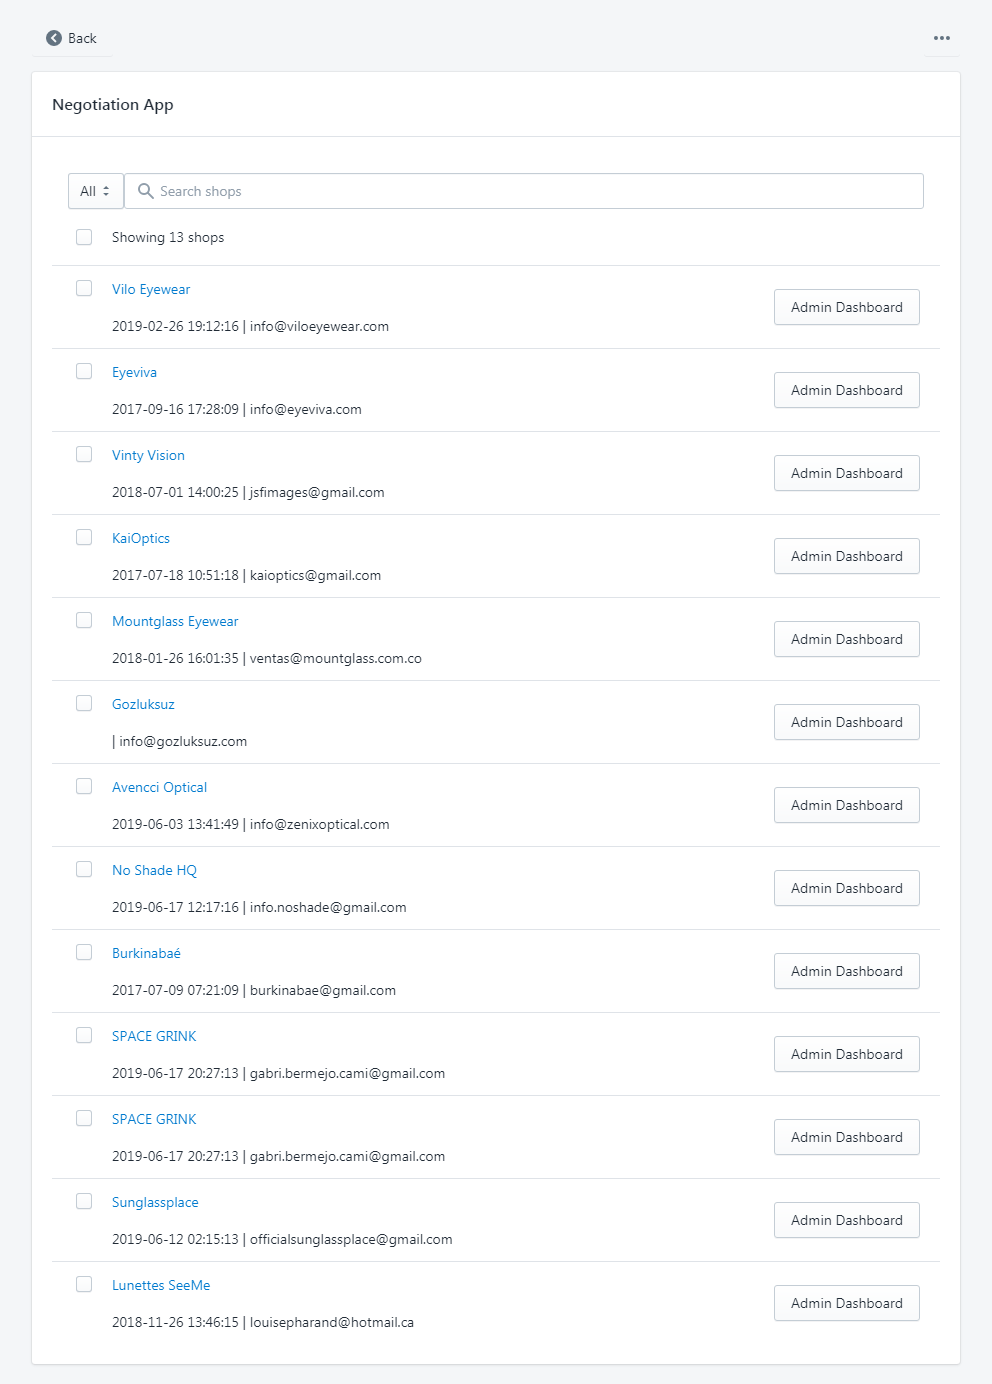 Back
Negotiation App
All
Search shops
Showing 13 shops
Vilo Eyewear
2019-02-26 19:12:16 | info@viloeyewear.com
Admin Dashboard
Eyeviva
2017-09-16 17:28:09 | info@eyeviva.com
Admin Dashboard
Vinty Vision
2018-07-01 14:00:25 | jsfimages@gmail.com
Admin Dashboard
KaiOptics
2017-07-18 10:51:18 | kaioptics@gmail.com
Admin Dashboard
Mountglass Eyewear
2018-01-26 16:01:35 | ventas@mountglass.com.co
Admin Dashboard
Gozluksuz
| info@gozluksuz.com
Admin Dashboard
Avencci Optical
2019-06-03 13:41:49 | info@zenixoptical.com
Admin Dashboard
No Shade HQ
2019-06-17 12:17:16 | info.noshade@gmail.com
Admin Dashboard
Burkinabaé
2017-07-09 07:21:09 | burkinabae@gmail.com
Admin Dashboard
SPACE GRINK
2019-06-17 20:27:13 | gabri.bermejo.cami@gmail.com
Admin Dashboard
SPACE GRINK
2019-06-17 20:27:13 | gabri.bermejo.cami@gmail.com
Admin Dashboard
Sunglassplace
2019-06-12 02:15:13 | officialsunglassplace@gmail.com
Admin Dashboard
Lunettes SeeMe
2018-11-26 13:46:15 | louisepharand@hotmail.ca
Admin Dashboard